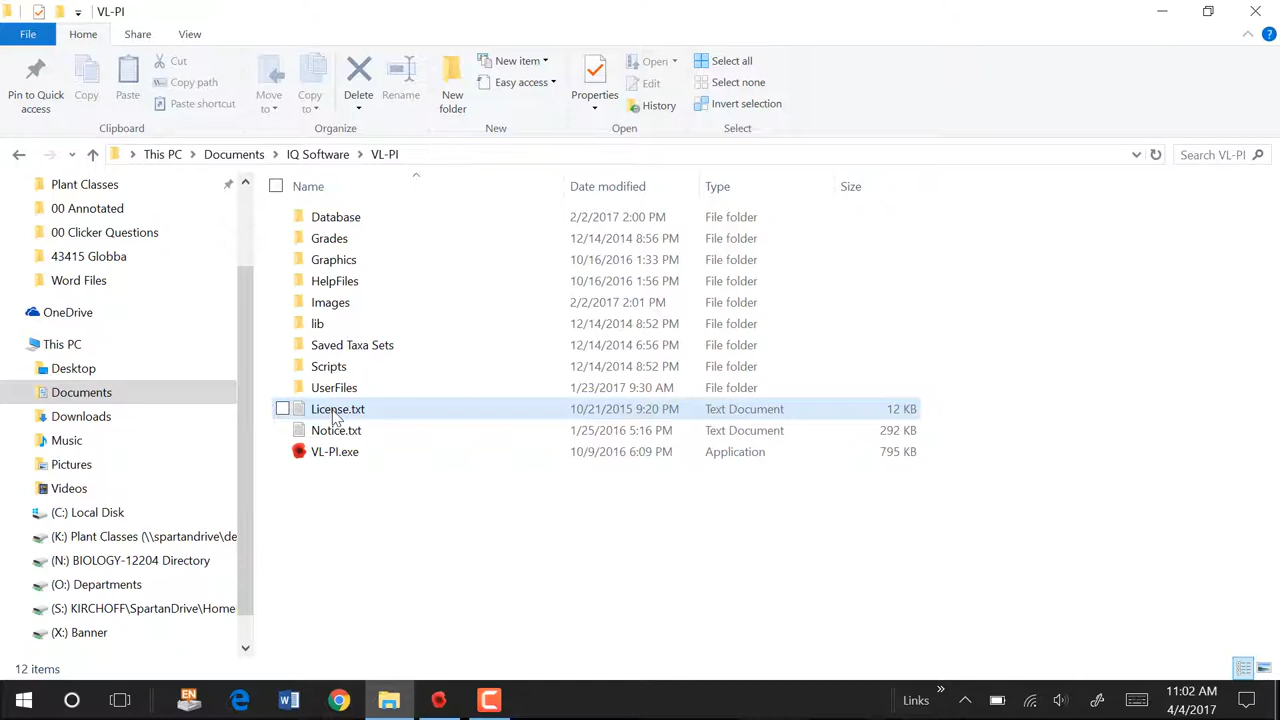 VL-PI
File Home Share View
Pin to Quick access
Copy
Paste
Cut
Copy path
Paste shortcut
Clipboard
Move to
Copy to
Delete
Rename
Organize
New folder
New item
Easy access
New
Properties
Open
Edit
History
Open
Select all
Select none
Invert selection
Select
This PC > Documents > IQ Software > VL-PI
Search VL-PI
Plant Classes
00 Annotated
00 Clicker Questions
43415 Globba
Word Files
OneDrive
This PC
Desktop
Documents
Downloads
Music
Pictures
Videos
(C:) Local Disk
(K:) Plant Classes (\\spartandrive\de
(N:) BIOLOGY-12204 Directory
(O:) Departments
(S:) KIRCHOFF\SpartanDrive\Home
(X:) Banner
Name Date modified Type Size
Database 2/2/2017 2:00 PM File folder
Grades 12/14/2014 8:56 PM File folder
Graphics 10/16/2016 1:33 PM File folder
HelpFiles 10/16/2016 1:56 PM File folder
Images 2/2/2017 2:01 PM File folder
lib 12/14/2014 8:52 PM File folder
Saved Taxa Sets 12/14/2014 6:56 PM File folder
Scripts 12/14/2014 8:52 PM File folder
UserFiles 1/23/2017 9:30 AM File folder
License.txt 10/21/2015 9:20 PM Text Document 12 KB
Notice.txt 1/25/2016 5:16 PM Text Document 292 KB
VL-PI.exe 10/9/2016 6:09 PM Application 795 KB
12 items
EN
Links
11:02 AM
4/4/2017